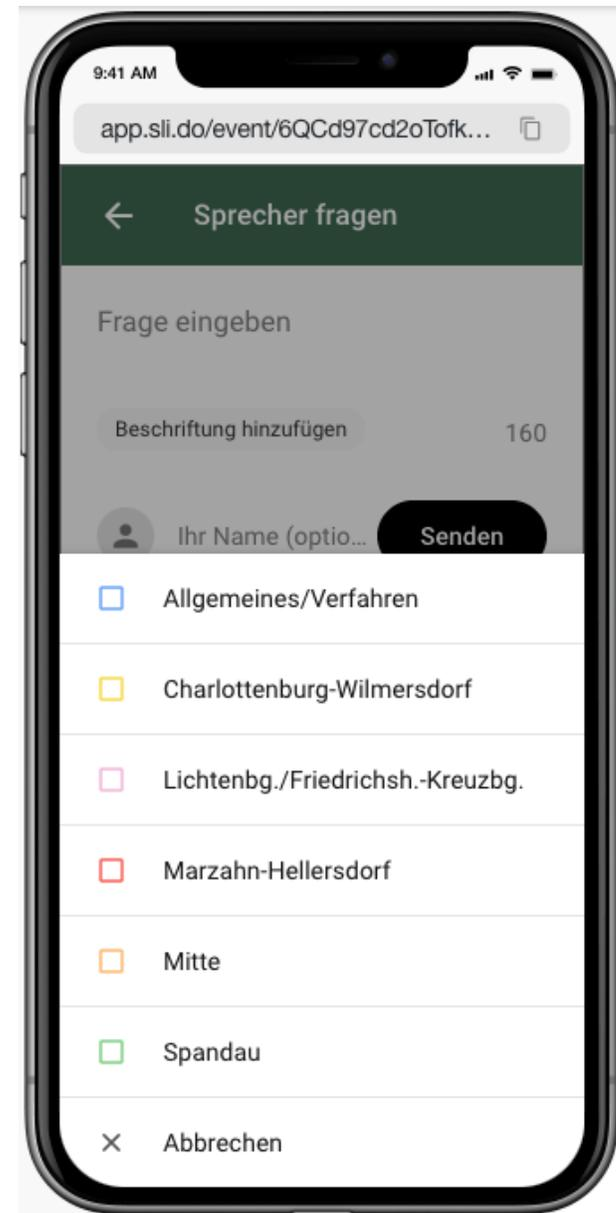 9:41 AM
app.sli.do/event/6QCd97cd2oTofk...
Sprecher fragen
Frage eingeben
Beschriftung hinzufügen
160
Ihr Name (optio...
Senden
Allgemeines/Verfahren
Charlottenburg-Wilmersdorf
Lichtenbg./Friedrichsh.-Kreuzbg.
Marzahn-Hellersdorf
Mitte
Spandau
Abbrechen